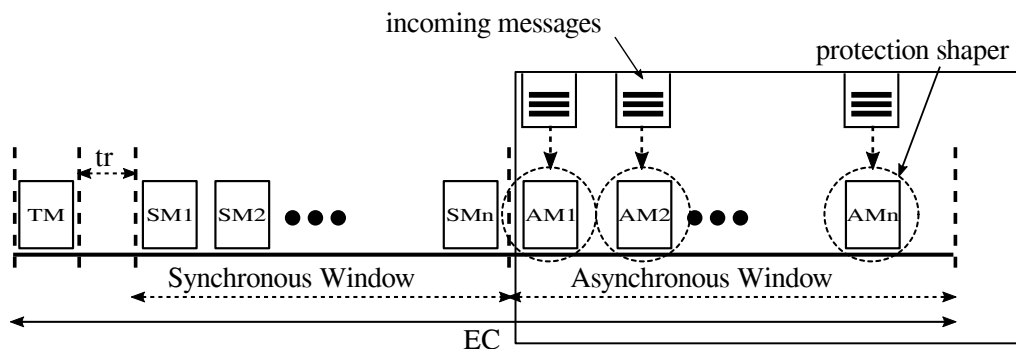 incoming messages
protection shaper
tr
TM
SM1
SM2
SMn
AM1
AM2
AMn
Synchronous Window
Asynchronous Window
EC